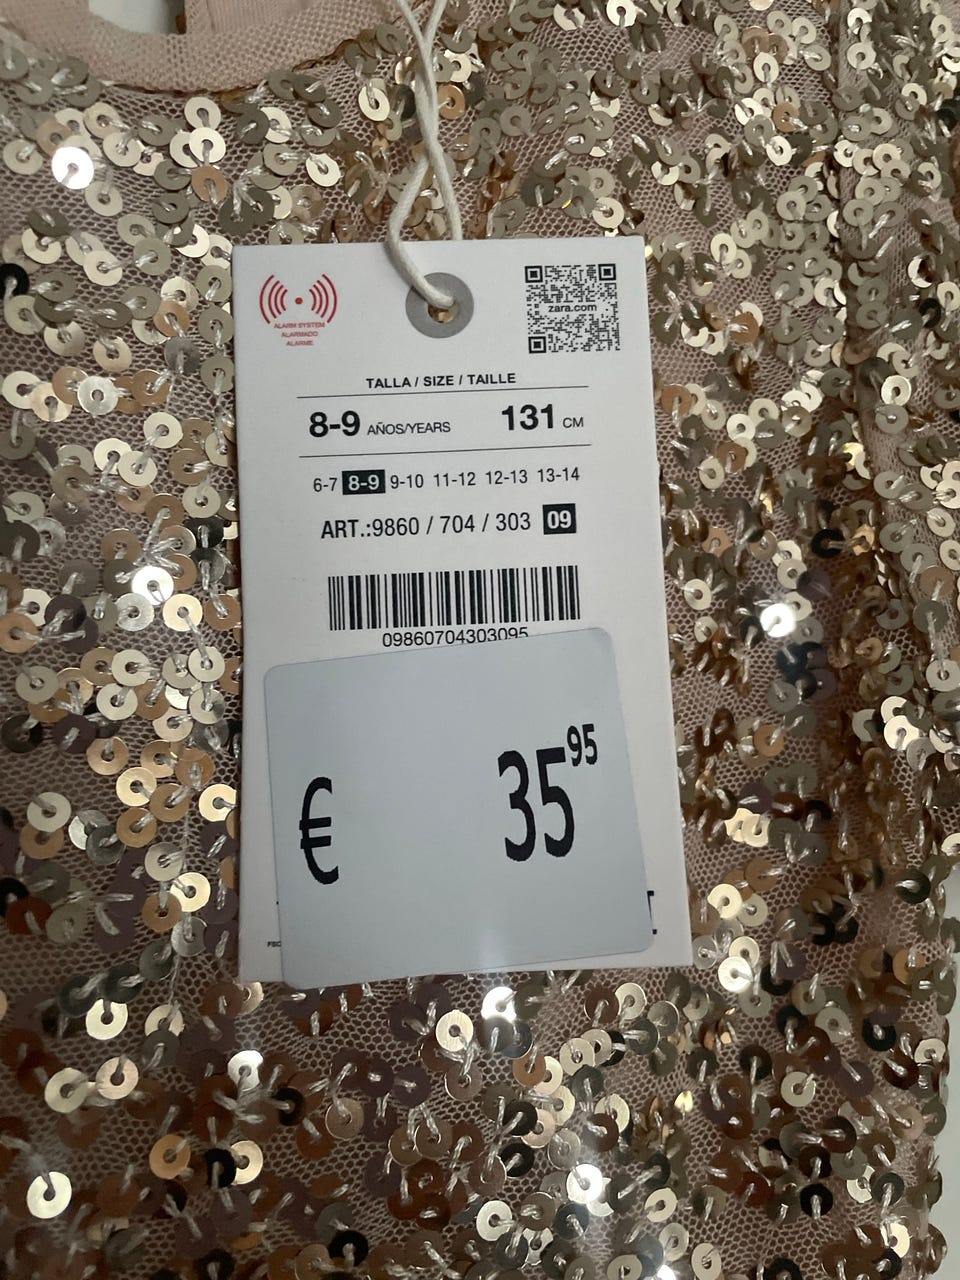 ALARM SYSTEM
ALARMADO
ALARME
zara.com
TALLA / SIZE / TAILLE
8-9 AÑOS/YEARS 131 CM
6-7 8-9 9-10 11-12 12-13 13-14
ART.:9860 / 704 / 303 09
09860704303095
€ 35 95
FSC